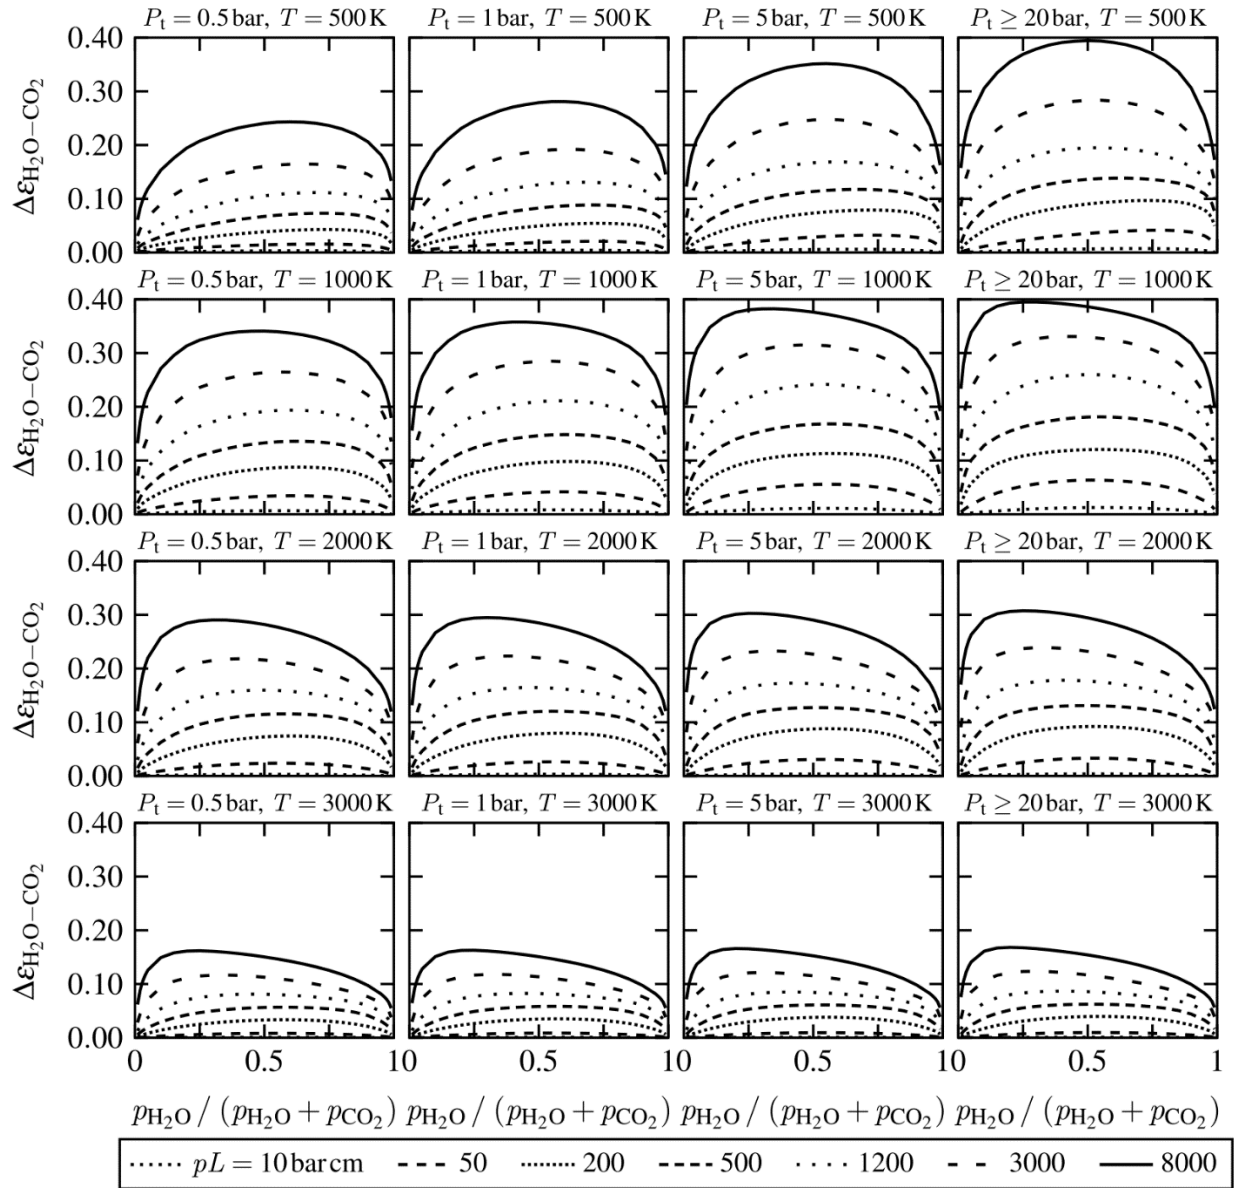 P_t = 0.5 bar, T = 500 K P_t = 1 bar, T = 500 K P_t = 5 bar, T = 500 K P_t ≥ 20 bar, T = 500 K
0.40
0.30
0.20
0.10
0.00
Δε_H₂O−CO₂
P_t = 0.5 bar, T = 1000 K P_t = 1 bar, T = 1000 K P_t = 5 bar, T = 1000 K P_t ≥ 20 bar, T = 1000 K
0.40
0.30
0.20
0.10
0.00
Δε_H₂O−CO₂
P_t = 0.5 bar, T = 2000 K P_t = 1 bar, T = 2000 K P_t = 5 bar, T = 2000 K P_t ≥ 20 bar, T = 2000 K
0.40
0.30
0.20
0.10
0.00
Δε_H₂O−CO₂
P_t = 0.5 bar, T = 3000 K P_t = 1 bar, T = 3000 K P_t = 5 bar, T = 3000 K P_t ≥ 20 bar, T = 3000 K
0.40
0.30
0.20
0.10
0.00
Δε_H₂O−CO₂
0 0.5 1 0 0.5 1 0 0.5 1 0 0.5 1
p_H₂O / (p_H₂O + p_CO₂) p_H₂O / (p_H₂O + p_CO₂) p_H₂O / (p_H₂O + p_CO₂) p_H₂O / (p_H₂O + p_CO₂)
pL = 10 bar cm 50 200 500 1200 3000 8000